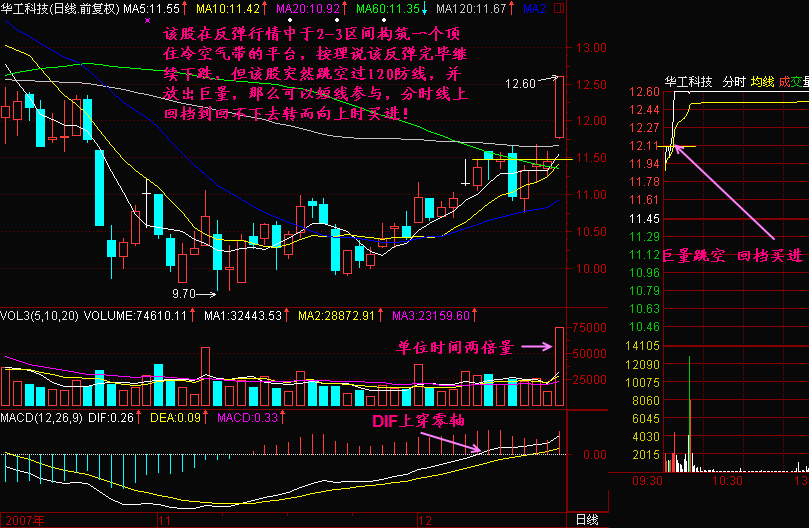 华工科技(日线.前复权) MA5:11.55 MA10:11.42 MA20:10.92 MA60:11.35 MA120:11.67 MA2
该股在反弹行情中于2-3区间构筑一个顶
住冷空气带的平台，按理说该反弹完毕继
续下跌，但该股突然跳空过120防线，并
放出巨量，那么可以短线参与，分时线上
回档到回不下去转而向上时买进！
13.00
12.50
12.00
11.50
11.00
10.50
10.00
12.60
9.70
VOL3(5,10,20) VOLUME:74610.11 MA1:32443.53 MA2:28872.91 MA3:23159.60
75000
50000
25000
单位时间两倍量
MACD(12,26,9) DIF:0.26 DEA:0.09 MACD:0.33
DIF上穿零轴
0.00
2007年 11 12 日线
华工科技 分时 均线 成交量
12.60
12.44
12.27
12.11
11.94
11.78
11.61
11.45
11.29
11.12
10.96
10.79
10.63
10.46
巨量跳空 回档买进
14105
12090
10075
8060
6045
4030
2015
09:30 10:30 13